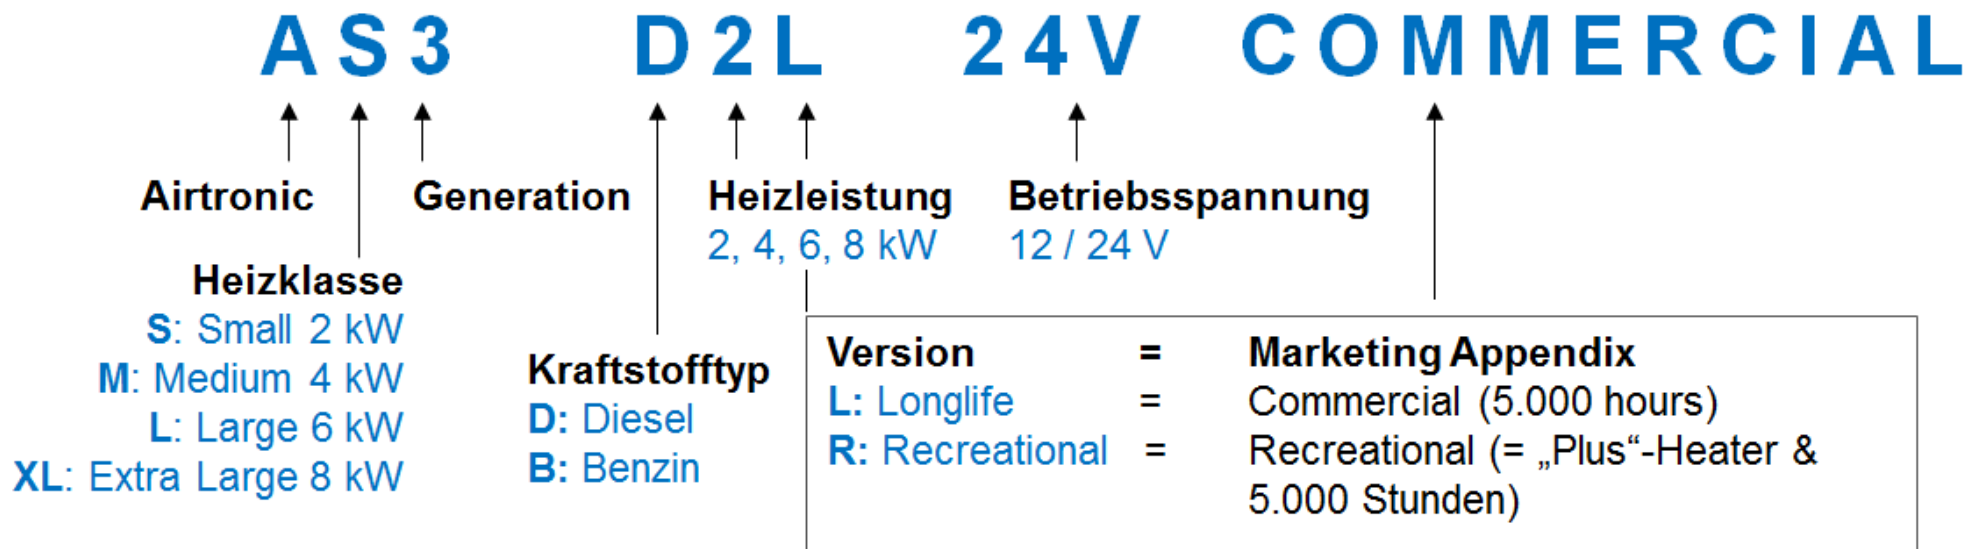 AS3 D2L 24V COMMERCIAL
Airtronic
Generation
Heizleistung
2, 4, 6, 8 kW
Betriebsspannung
12 / 24 V
Heizklasse
S: Small 2 kW
M: Medium 4 kW
L: Large 6 kW
XL: Extra Large 8 kW
Kraftstofftyp
D: Diesel
B: Benzin
Version = Marketing Appendix
L: Longlife = Commercial (5.000 hours)
R: Recreational = Recreational (= „Plus“-Heater &
5.000 Stunden)